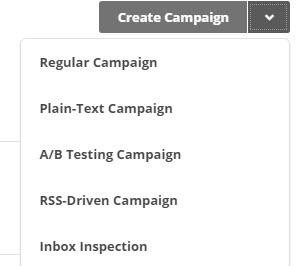 Create Campaign
Regular Campaign
Plain-Text Campaign
A/B Testing Campaign
RSS-Driven Campaign
Inbox Inspection